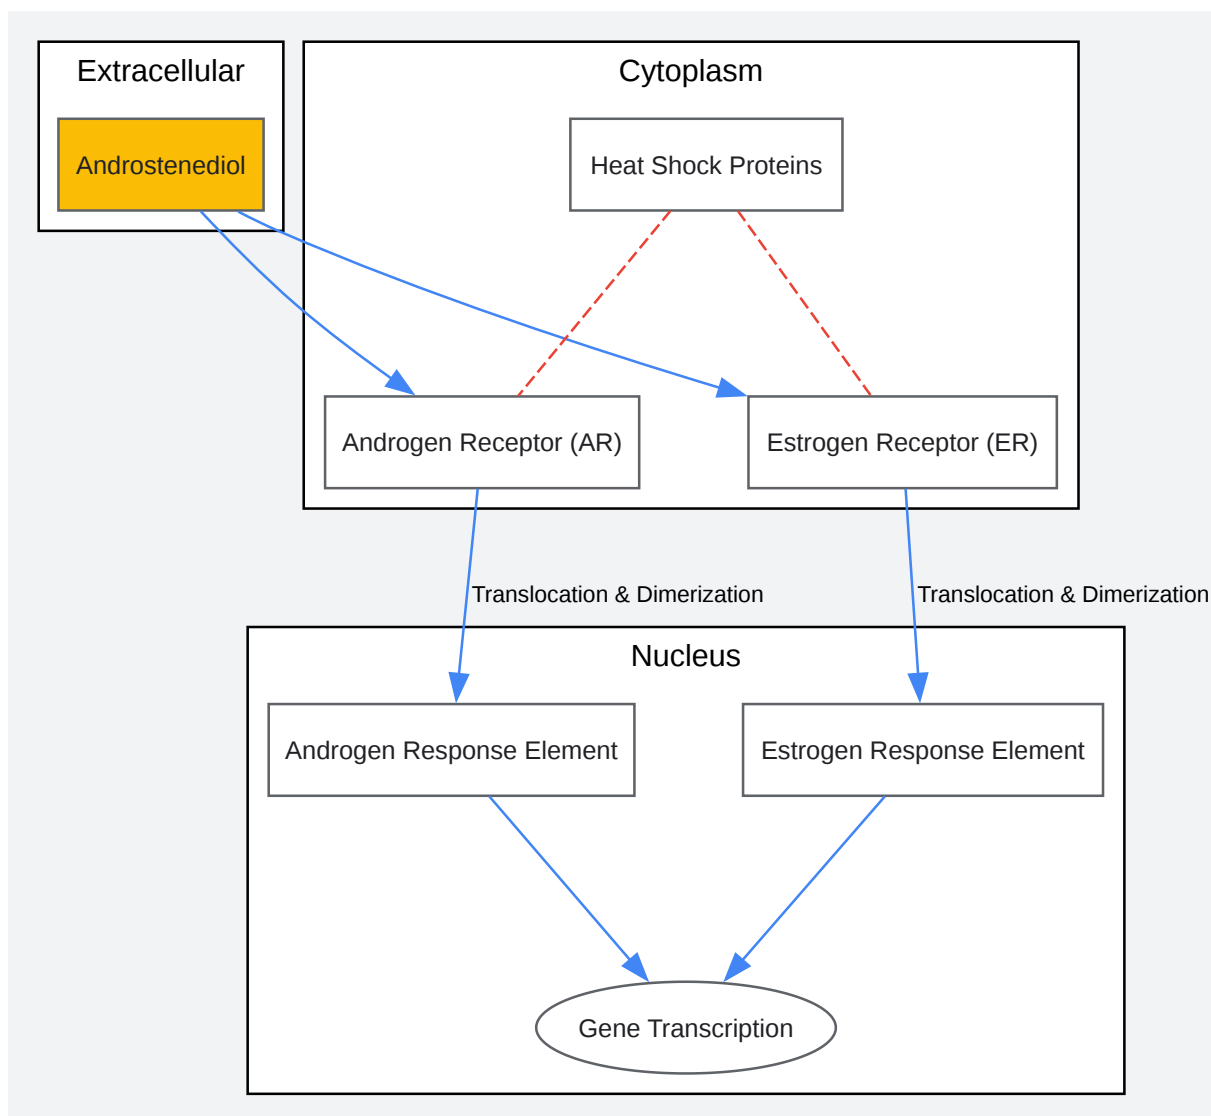 Extracellular
Cytoplasm
Androstenediol
Heat Shock Proteins
Androgen Receptor (AR)
Estrogen Receptor (ER)
Translocation & Dimerization
Translocation & Dimerization
Nucleus
Androgen Response Element
Estrogen Response Element
Gene Transcription